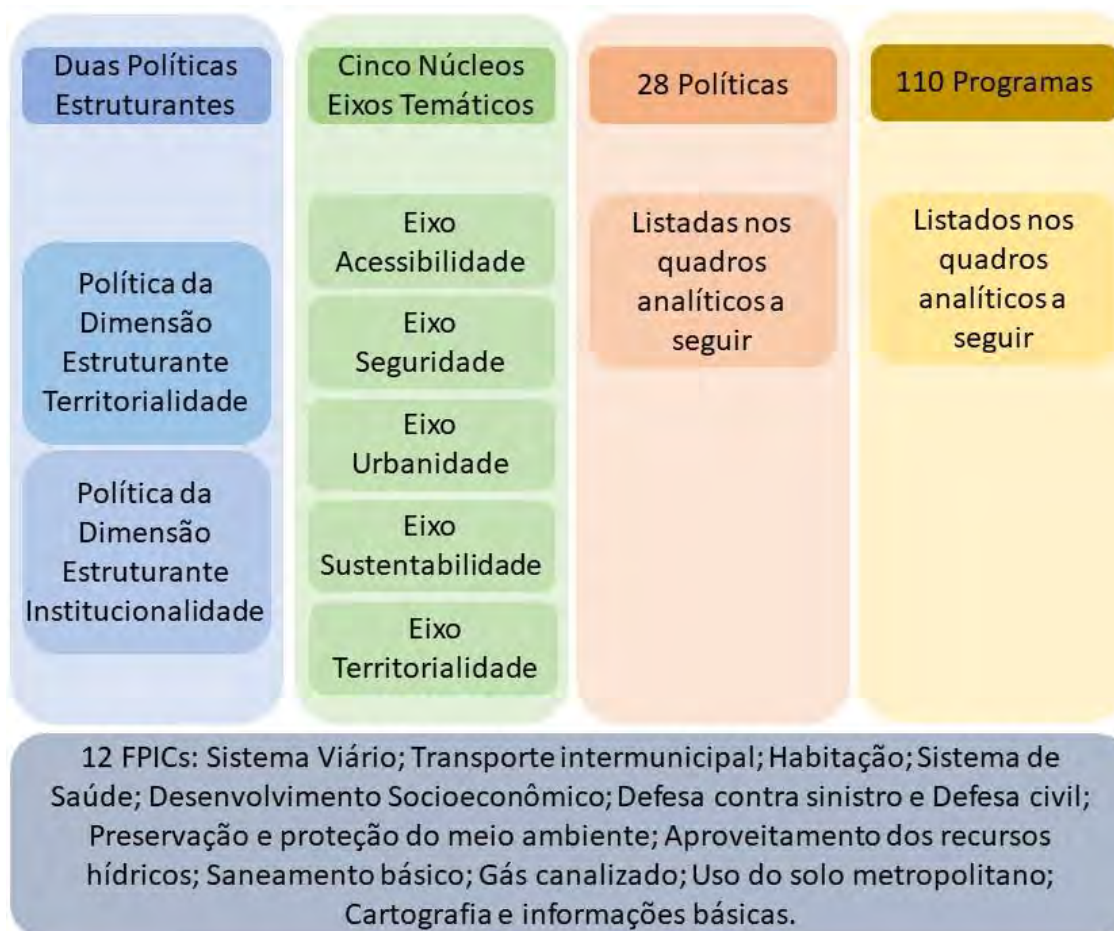 Duas Políticas
Estruturantes
Política da
Dimensão
Estruturante
Territorialidade
Política da
Dimensão
Estruturante
Institucionalidade
Cinco Núcleos
Eixos Temáticos
Eixo
Acessibilidade
Eixo
Seguridade
Eixo
Urbanidade
Eixo
Sustentabilidade
Eixo
Territorialidade
28 Políticas
Listadas nos
quadros
analíticos a
seguir
110 Programas
Listados nos
quadros
analíticos a
seguir
12 FPICs: Sistema Viário; Transporte intermunicipal; Habitação; Sistema de
Saúde; Desenvolvimento Socioeconômico; Defesa contra sinistro e Defesa civil;
Preservação e proteção do meio ambiente; Aproveitamento dos recursos
hídricos; Saneamento básico; Gás canalizado; Uso do solo metropolitano;
Cartografia e informações básicas.